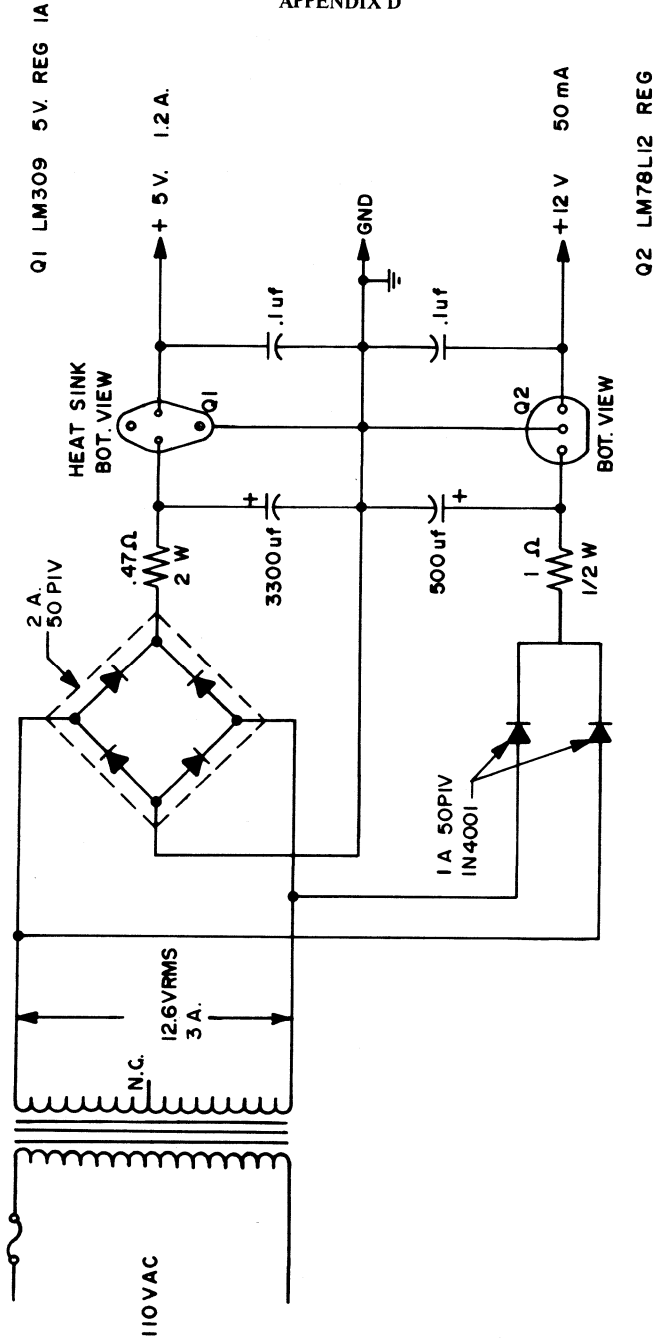 APPENDIX D
110VAC
N.C.
12.6VRMS
3 A.
2 A.
50 PIV
.47Ω
2 W
HEAT SINK
BOT. VIEW
Q1
+ 5 V. 1.2 A.
Q1 LM309 5V. REG 1A
3300uf
+
.1uf
GND
500uf
+
.1uf
1A 50PIV
1N4001
1 Ω
1/2 W
Q2
BOT. VIEW
+12 V 50 mA
Q2 LM78L12 REG